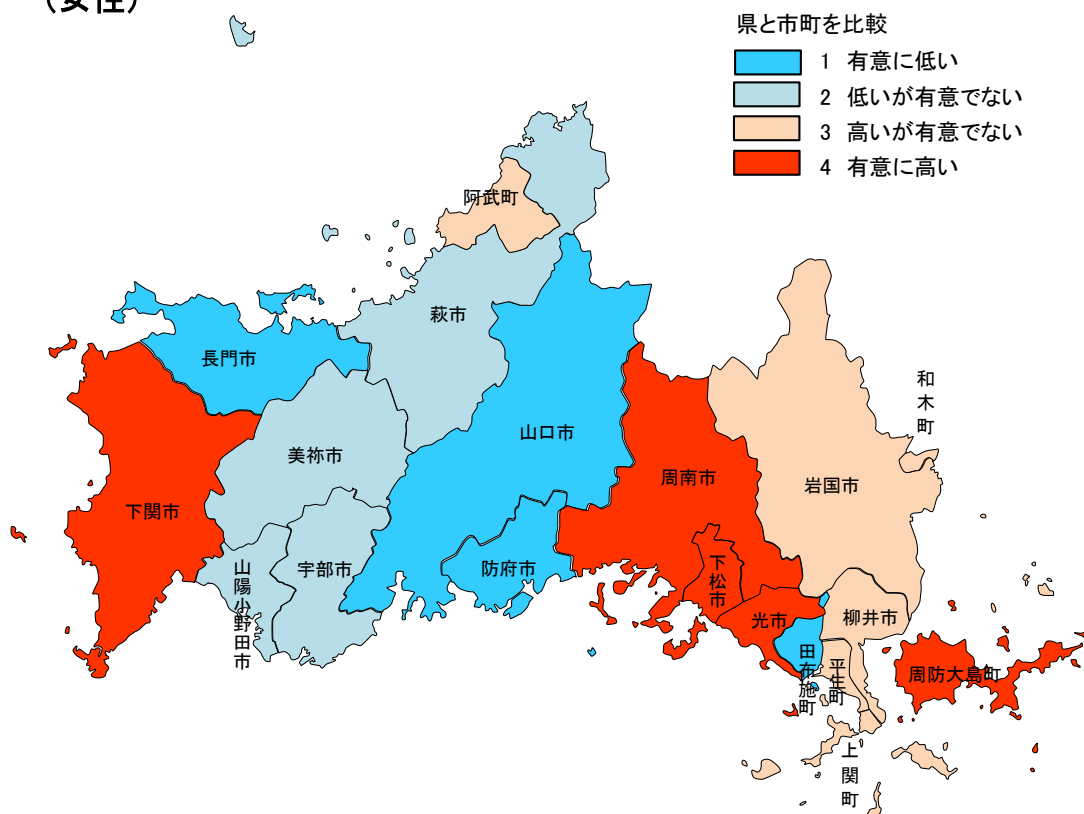 (女性)
県と市町を比較
1 有意に低い
2 低いが有意でない
3 高いが有意でない
4 有意に高い
阿武町
萩市
長門市
和木町
山口市
美祢市
周南市
岩国市
下関市
防府市
宇部市
山陽小野田市
下松市
光市
柳井市
田布施町
平生町
周防大島町
上関町